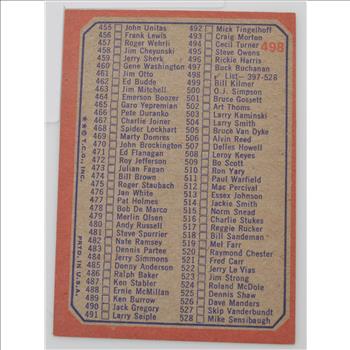 455 John Unitas
456 Frank Lewis
457 Roger Wehrli
458 Jim Cheyunski
459 Jerry Sherk
460 Gene Washington
461 Jim Otto
462 Ed Budde
463 Jim Mitchell
464 Emerson Boozer
465 Garo Yepremian
466 Pete Duranko
467 Charlie Joiner
468 Spider Lockhart
469 Marty Domres
470 John Brockington
471 Ed Flanagan
472 Roy Jefferson
473 Julian Fagan
474 Bill Brown
475 Roger Staubach
476 Jan White
477 Pat Holmes
478 Bob De Marco
479 Merlin Olsen
480 Andy Russell
481 Steve Spurrier
482 Nate Ramsey
483 Dennis Partee
484 Jerry Simmons
485 Donny Anderson
486 Ralph Baker
487 Ken Stabler
488 Ernie McMillan
489 Ken Burrow
490 Jack Gregory
491 Larry Seiple
492 Mick Tingelhoff
493 Craig Morton
494 Cecil Turner
495 Steve Owens
496 Rickie Harris
497 Buck Buchanan
498 List—397-528
499 Bill Kilmer
500 O.J. Simpson
501 Bruce Gossett
502 Art Thoms
503 Larry Kaminski
504 Larry Smith
505 Bruce Van Dyke
506 Alvin Reed
507 Delles Howell
508 Leroy Keyes
509 Bo Scott
510 Ron Yary
511 Paul Warfield
512 Mac Percival
513 Essex Johnson
514 Jackie Smith
515 Norm Snead
516 Charlie Stukes
517 Reggie Rucker
518 Bill Sandeman
519 Mel Farr
520 Raymond Chester
521 Fred Carr
522 Jerry Le Vias
523 Jim Strong
524 Roland McDole
525 Dennis Shaw
526 Dave Manders
527 Skip Vanderbundt
528 Mike Sensibaugh
498
© T.C.G., INC.
PRTD. IN U.S.A.